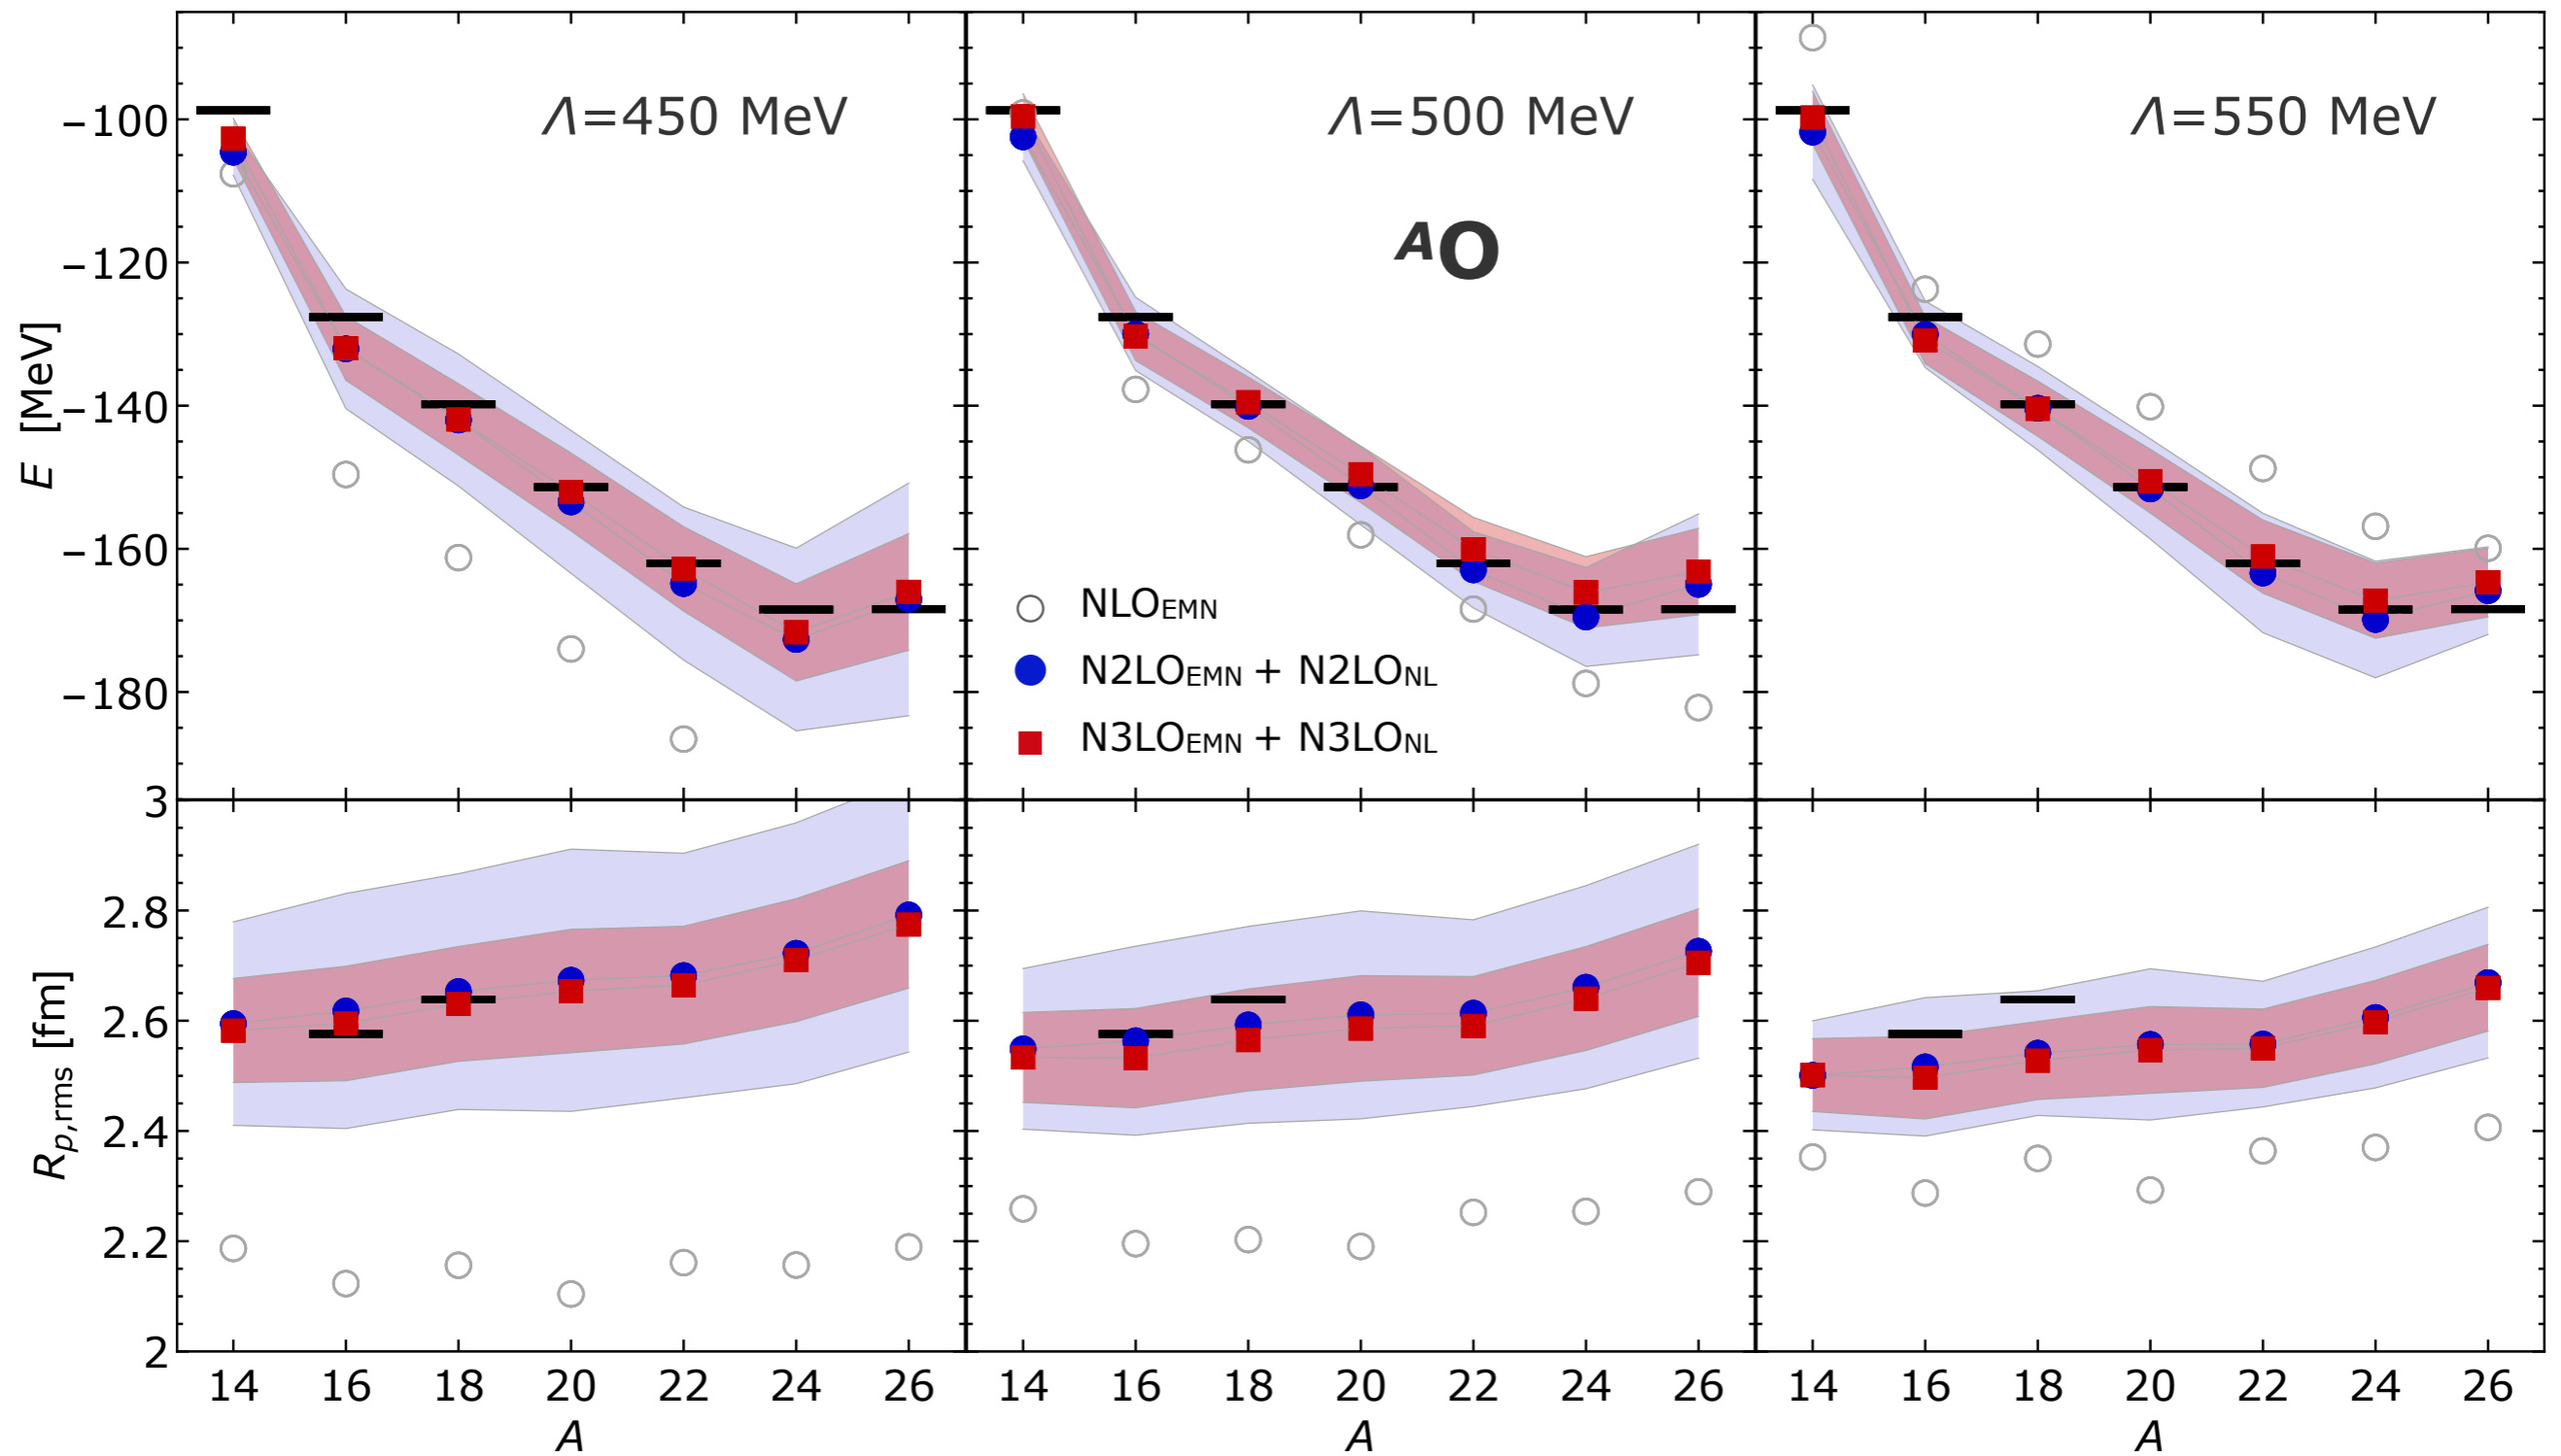 Λ=450 MeV
Λ=500 MeV
Λ=550 MeV
ᴬO
E [MeV]
−100
−120
−140
−160
−180
NLOEMN
N2LOEMN + N2LONL
N3LOEMN + N3LONL
Rp,rms [fm]
3
2.8
2.6
2.4
2.2
2
14 16 18 20 22 24 26
14 16 18 20 22 24 26
14 16 18 20 22 24 26
A
A
A